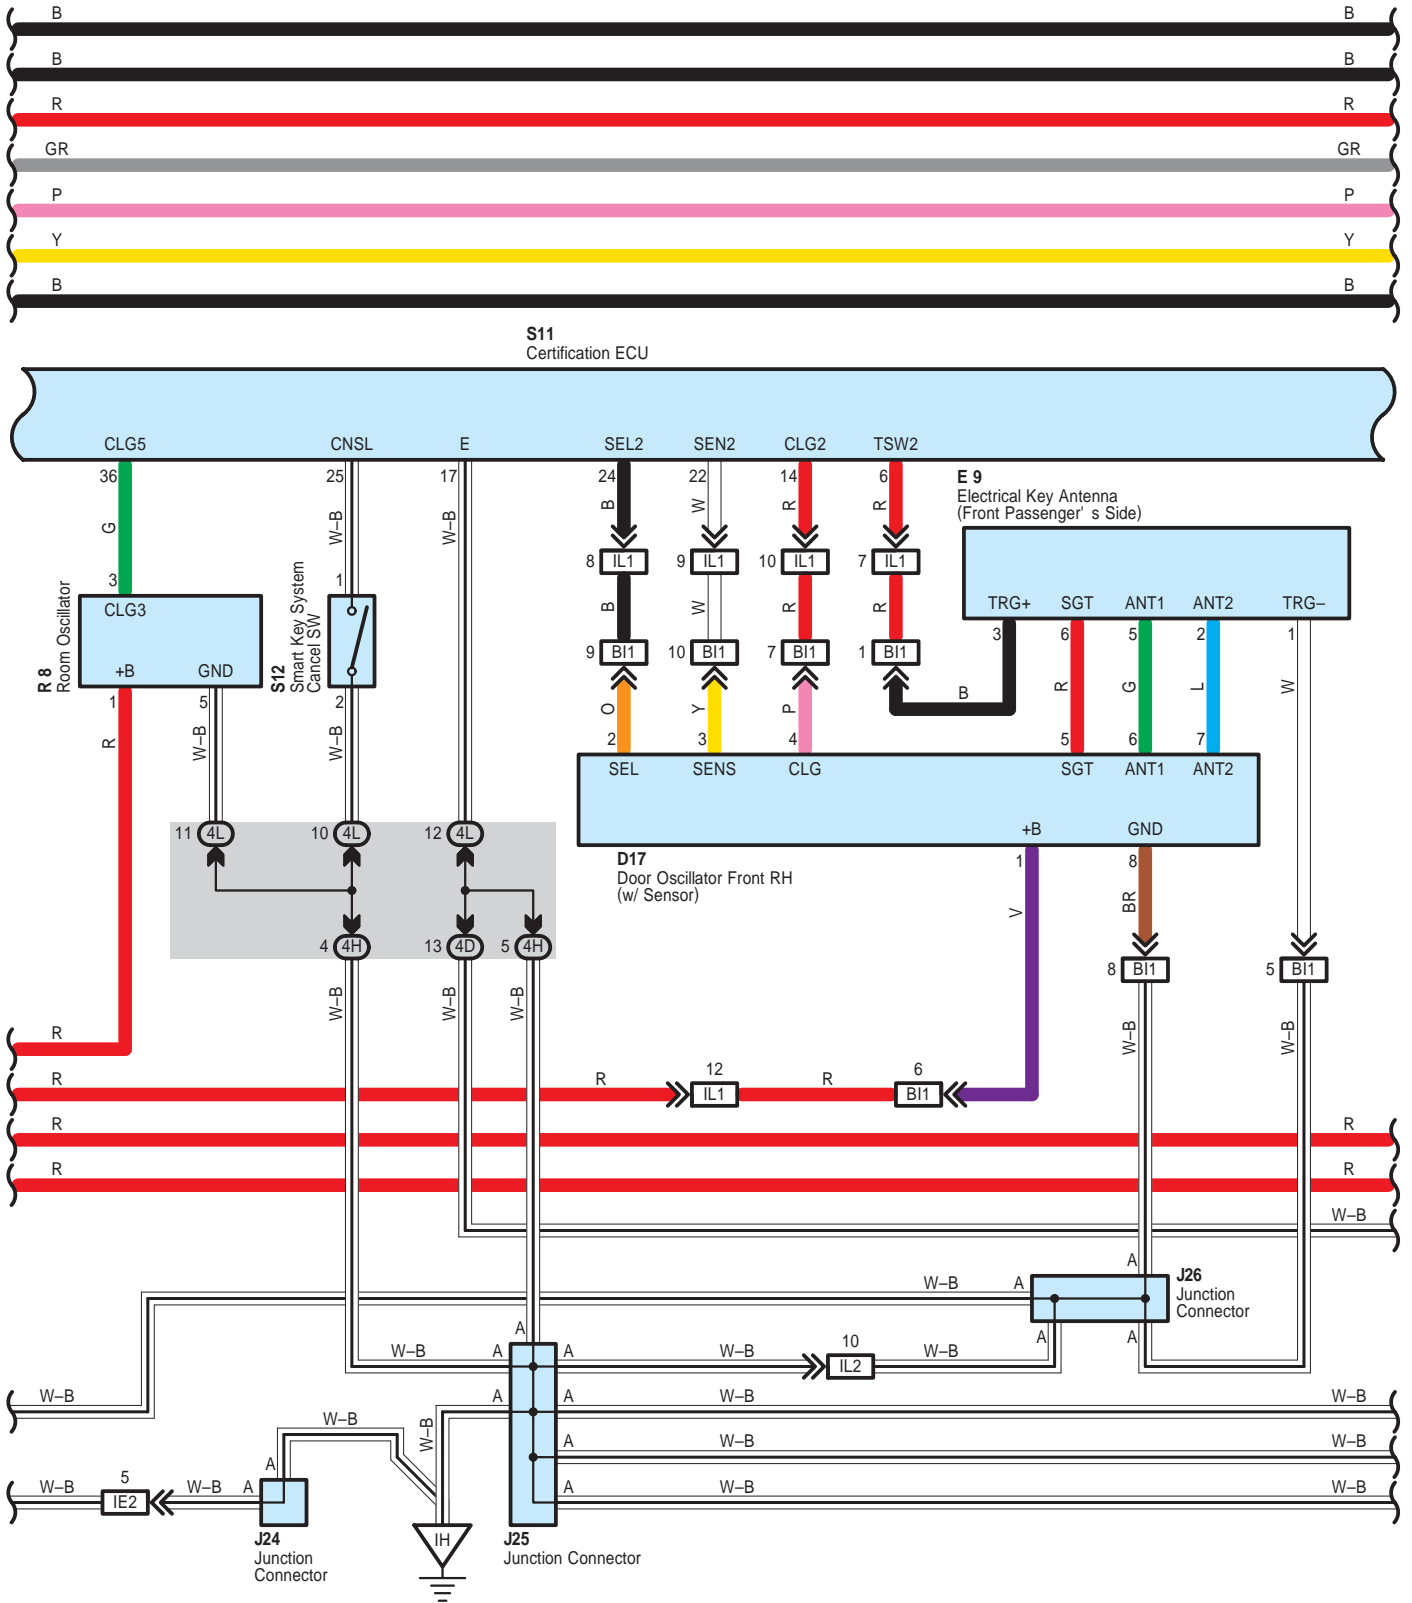 B B
B B
R R
GR GR
P P
Y Y
B B
S11
Certification ECU
CLG5 CNSL E SEL2 SEN2 CLG2 TSW2
36 25 17 24 22 14 6
G W–B W–B B W R R
E 9
Electrical Key Antenna
(Front Passenger' s Side)
8 IL1 9 IL1 10 IL1 7 IL1
3 1
R 8
Room Oscillator
CLG3
+B GND
S12
Smart Key System
Cancel SW
B W R R
TRG+ SGT ANT1 ANT2 TRG–
3 6 5 2 1
9 BI1 10 BI1 7 BI1 1 BI1
1 5 2
R W–B W–B O Y P B R G L W
2 3 4 5 6 7
SEL SENS CLG SGT ANT1 ANT2
+B GND
11 4L 10 4L 12 4L
D17
Door Oscillator Front RH
(w/ Sensor)
1 8
V BR
4 4H 13 4D 5 4H
8 BI1 5 BI1
W–B W–B W–B W–B W–B
R
R R 12 R 6
IL1 BI1
R R
R R
W–B
A
J26
Junction
Connector
W–B A
A A A
W–B A A W–B 10 W–B
IL2
W–B A A W–B W–B
W–B W–B
A W–B W–B
A
W–B 5 W–B A A W–B W–B
IE2
IH
J24
Junction
Connector
J25
Junction Connector